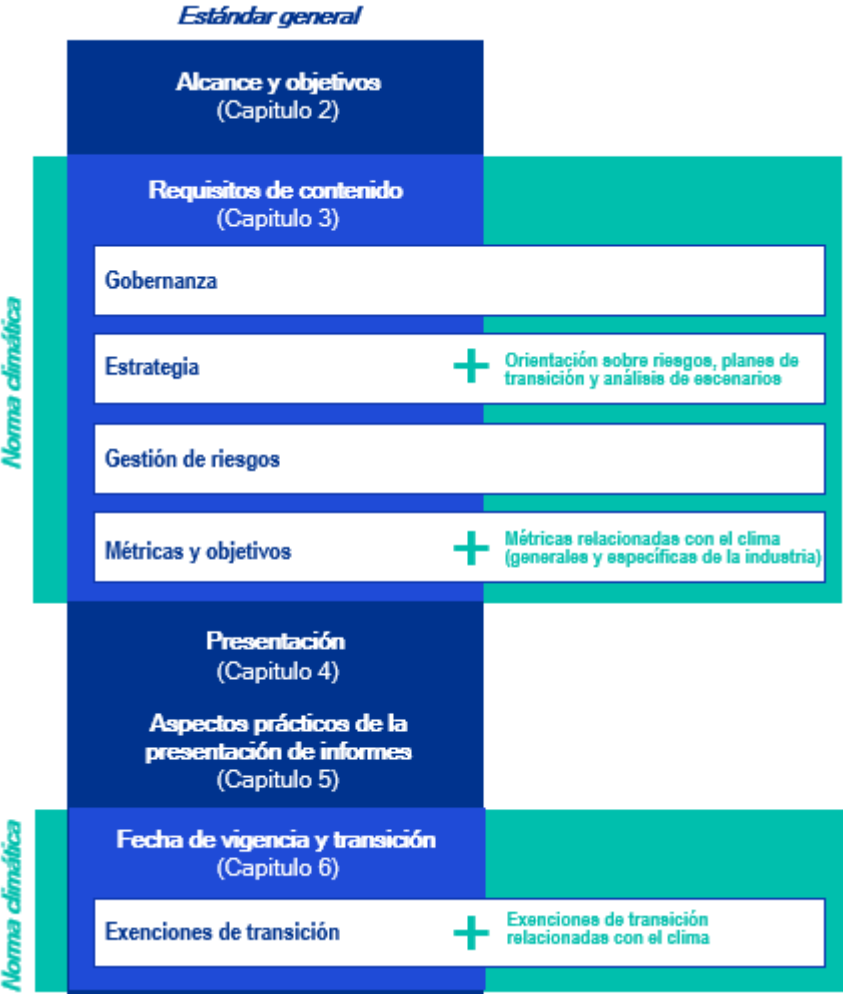 Estándar general
Alcance y objetivos
(Capitulo 2)
Norma climática
Requisitos de contenido
(Capitulo 3)
Gobernanza
Estrategia
+
Orientación sobre riesgos, planes de
transición y análisis de escenarios
Gestión de riesgos
Métricas y objetivos
+
Métricas relacionadas con el clima
(generales y específicas de la industria)
Presentación
(Capitulo 4)
Aspectos prácticos de la
presentación de informes
(Capitulo 5)
Norma climática
Fecha de vigencia y transición
(Capitulo 6)
Exenciones de transición
+
Exenciones de transición
relacionadas con el clima